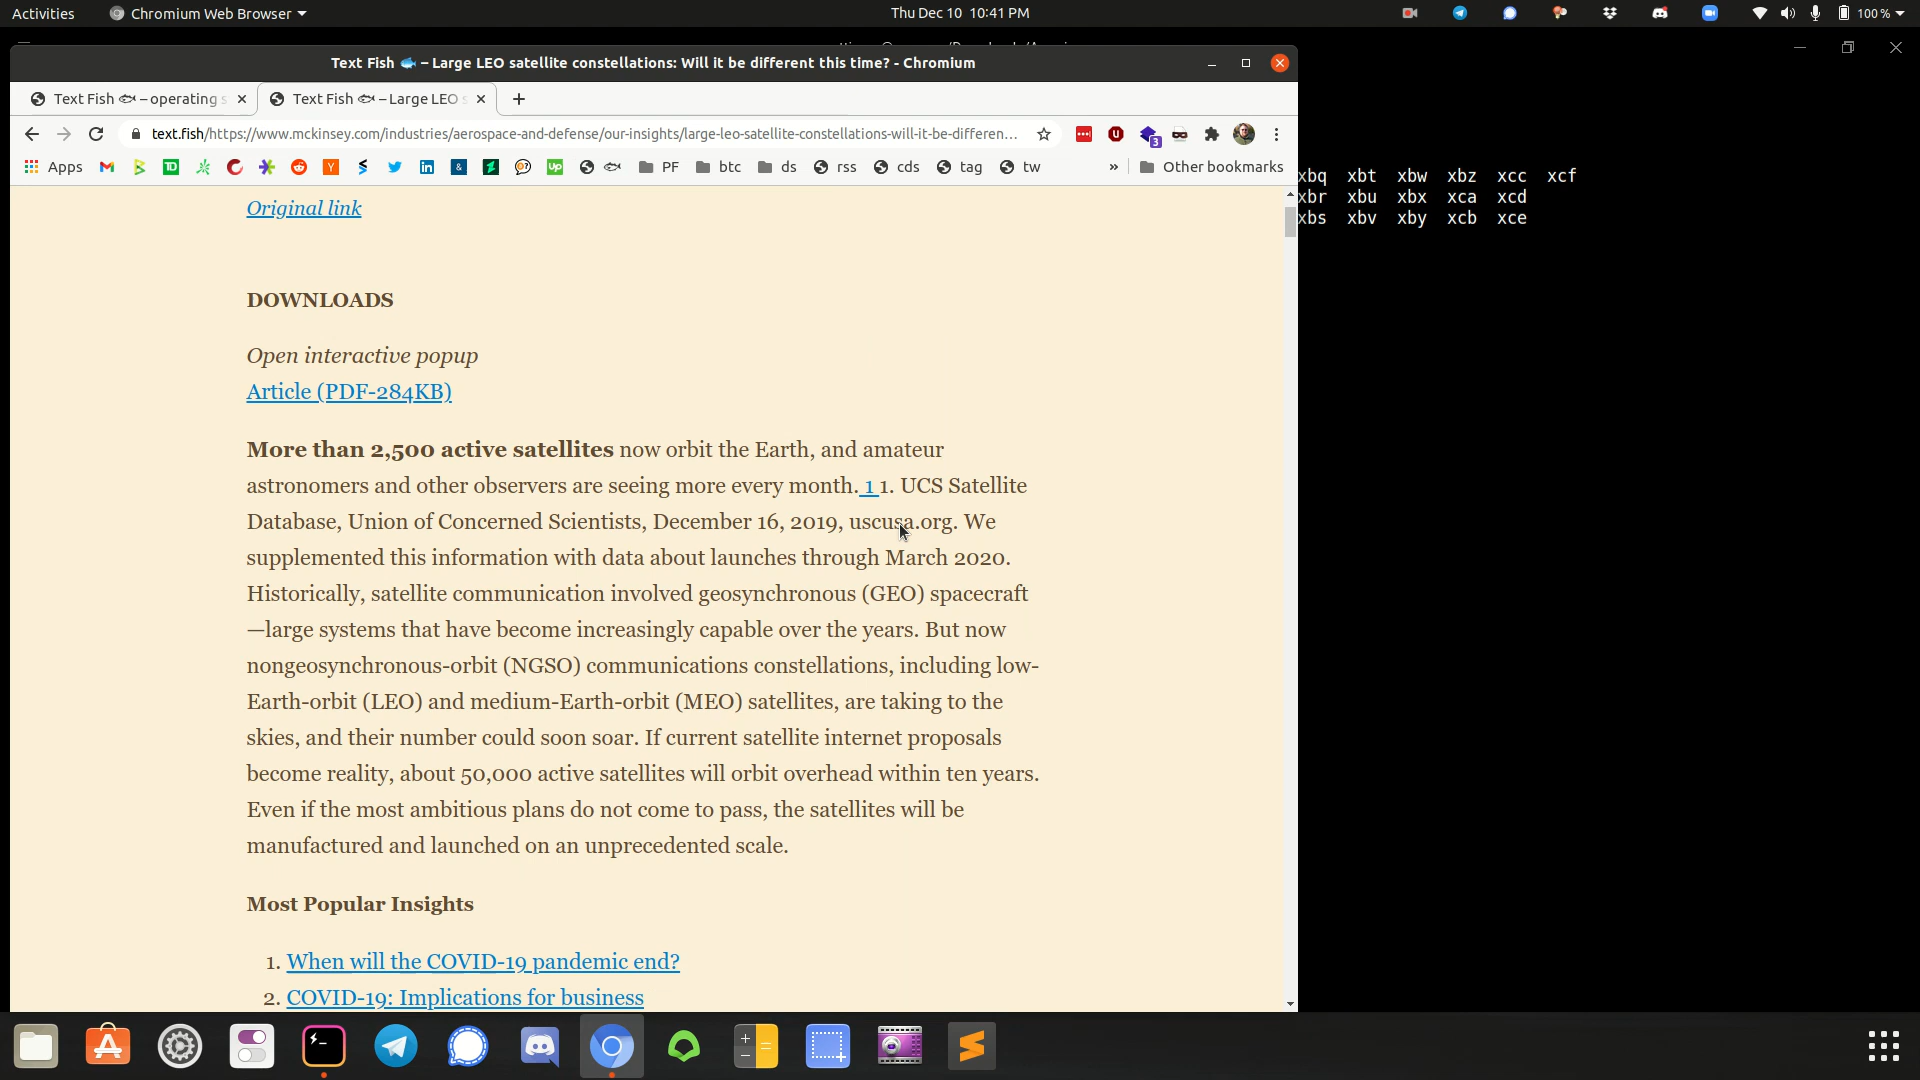 Activities
Chromium Web Browser
Thu Dec 10 10:41 PM
100 %
Text Fish 🐟 – Large LEO satellite constellations: Will it be different this time? - Chromium
Text Fish 🐟 – operating s
Text Fish 🐟 – Large LEO s
text.fish/https://www.mckinsey.com/industries/aerospace-and-defense/our-insights/large-leo-satellite-constellations-will-it-be-differen...
3
Apps
PF
btc
ds
rss
cds
tag
tw
»
Other bookmarks
xbq xbt xbw xbz xcc xcf
xbr xbu xbx xca xcd
xbs xbv xby xcb xce
Original link
DOWNLOADS
Open interactive popup
Article (PDF-284KB)
More than 2,500 active satellites now orbit the Earth, and amateur
astronomers and other observers are seeing more every month. 1 1. UCS Satellite
Database, Union of Concerned Scientists, December 16, 2019, uscusa.org. We
supplemented this information with data about launches through March 2020.
Historically, satellite communication involved geosynchronous (GEO) spacecraft
—large systems that have become increasingly capable over the years. But now
nongeosynchronous-orbit (NGSO) communications constellations, including low-
Earth-orbit (LEO) and medium-Earth-orbit (MEO) satellites, are taking to the
skies, and their number could soon soar. If current satellite internet proposals
become reality, about 50,000 active satellites will orbit overhead within ten years.
Even if the most ambitious plans do not come to pass, the satellites will be
manufactured and launched on an unprecedented scale.
Most Popular Insights
1. When will the COVID-19 pandemic end?
2. COVID-19: Implications for business